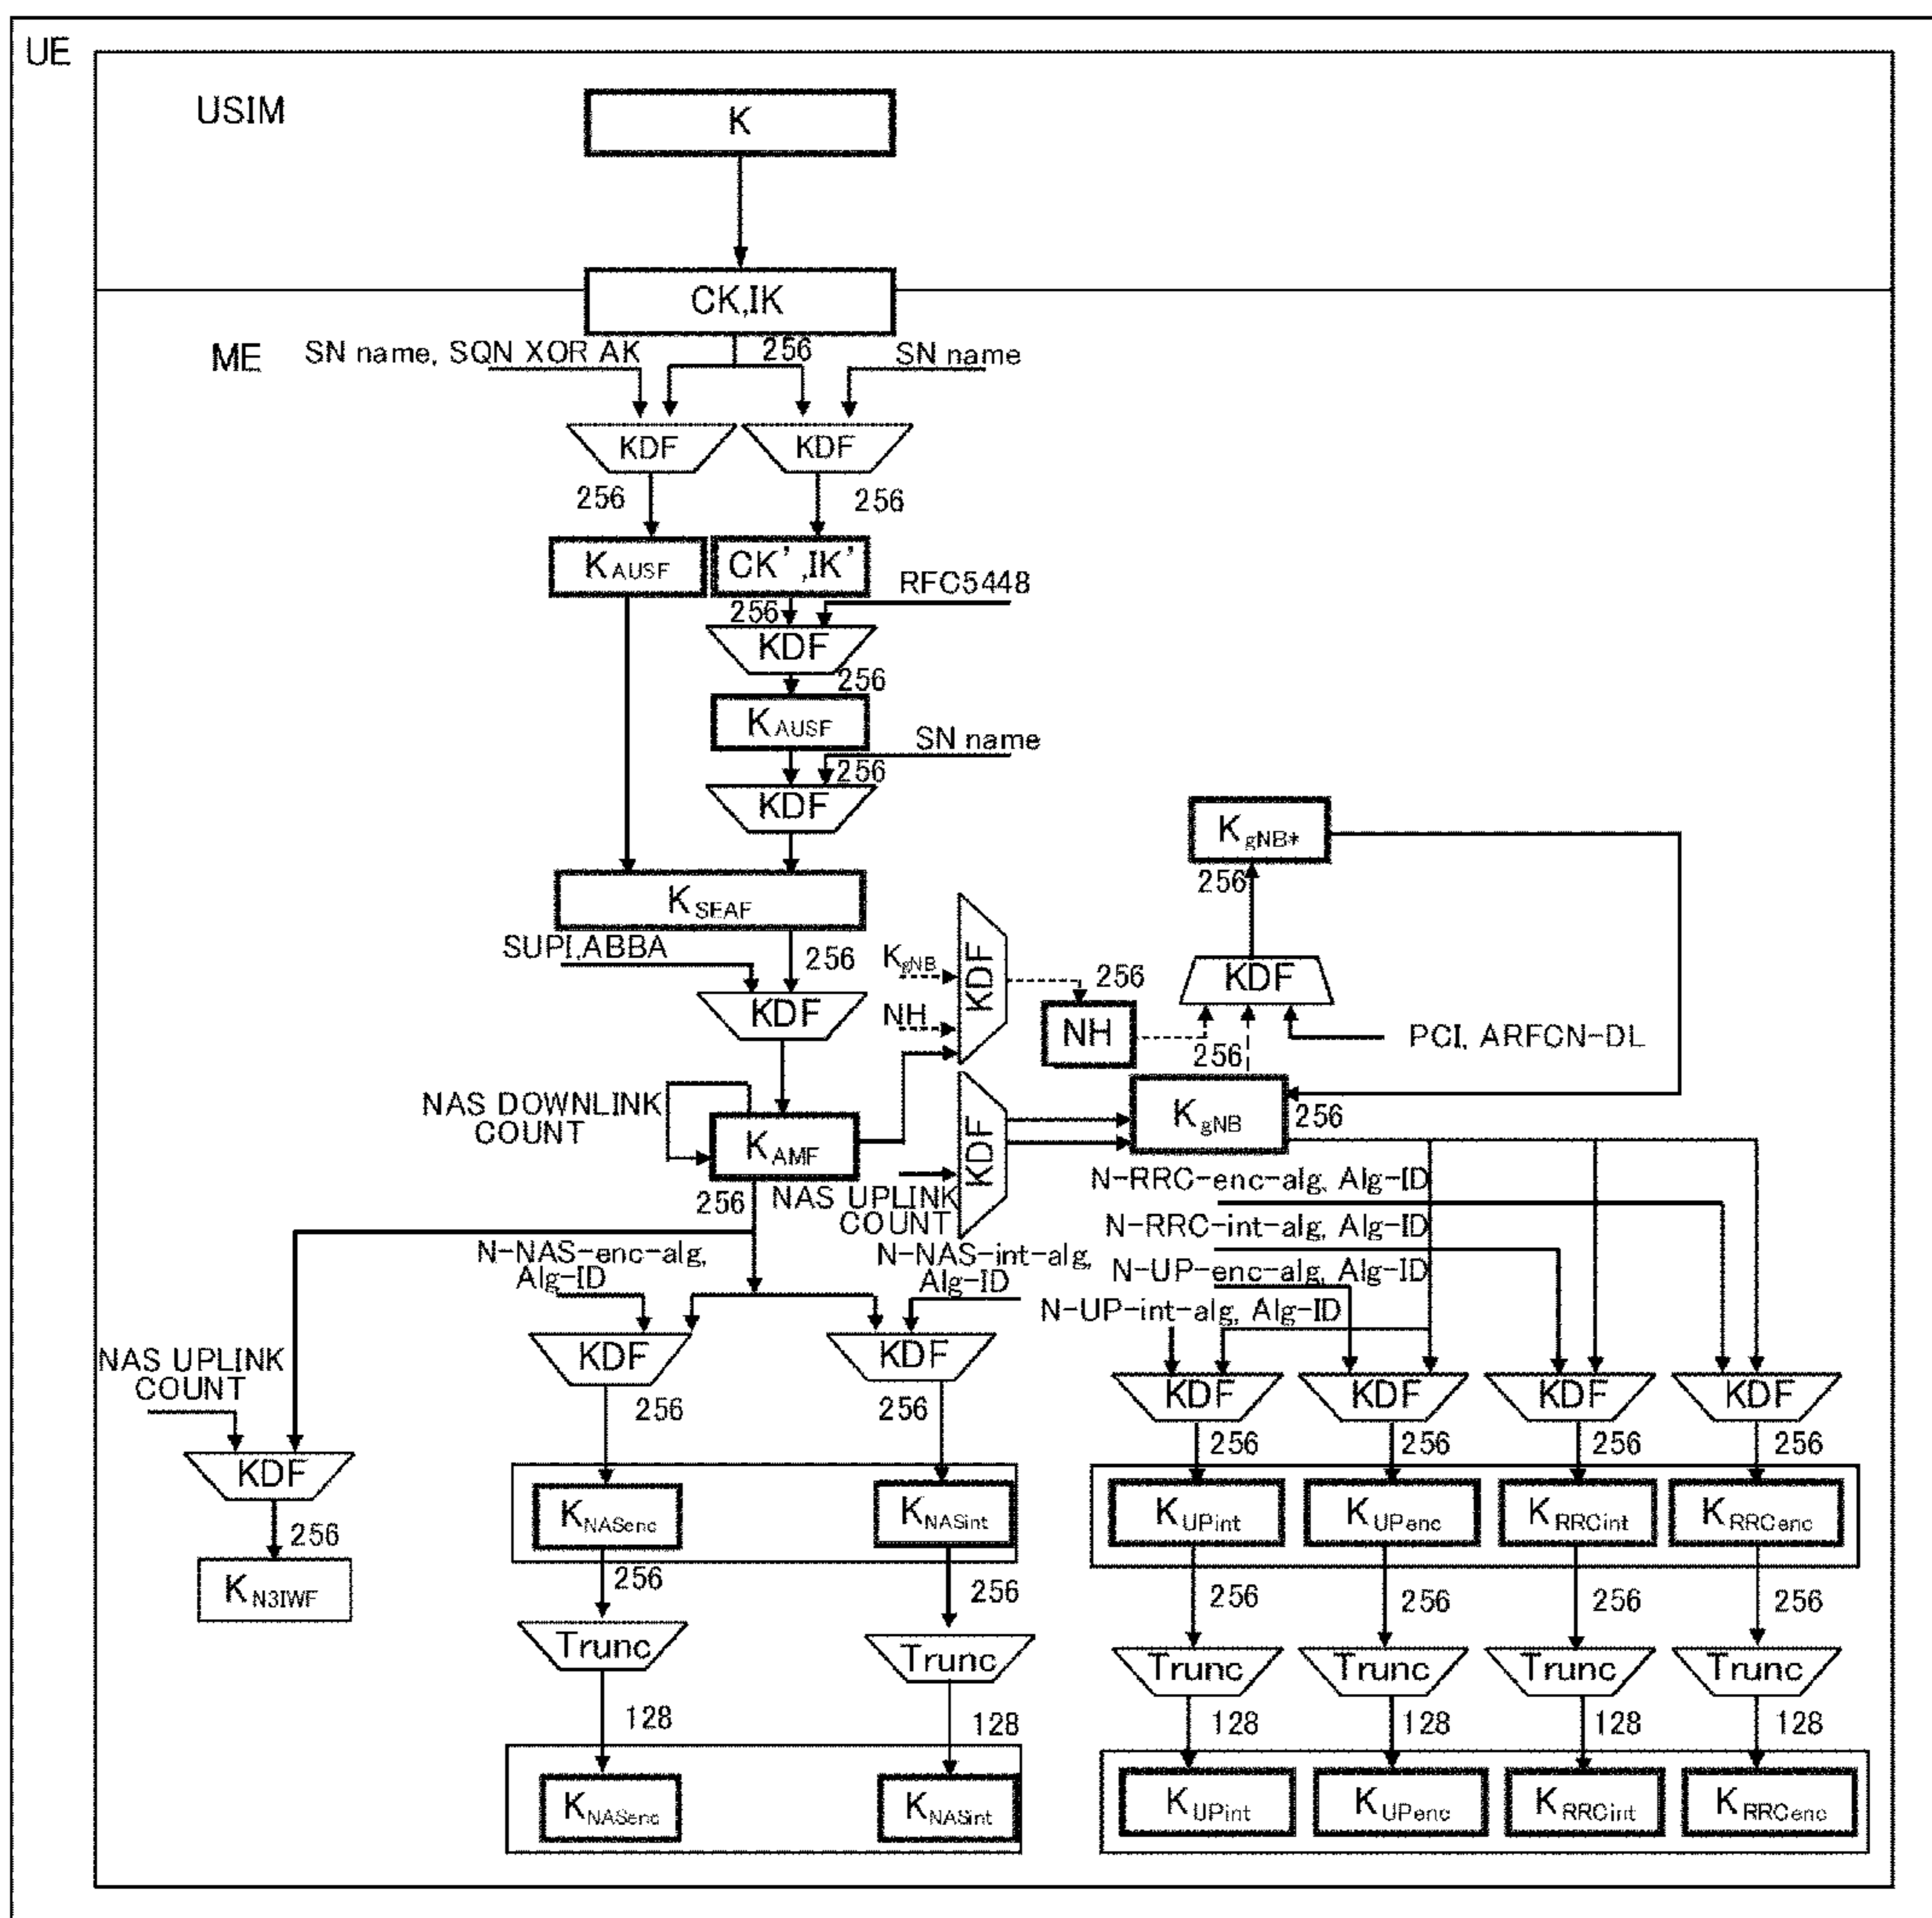 UE
USIM
K
CK,IK
ME
SN name, SQN XOR AK
256
SN name
KDF
KDF
256
256
KAUSF
CK',IK'
RFC5448
256
KDF
256
KAUSF
SN name
256
KDF
KgNB*
256
KSEAF
SUPI,ABBA
256
KgNB
KDF
256
KDF
NH
KDF
NH
256
PCI, ARFCN-DL
NAS DOWNLINK
COUNT
KAMF
KDF
KgNB
256
256
NAS UPLINK
COUNT
N-RRC-enc-alg, Alg-ID
N-RRC-int-alg, Alg-ID
N-NAS-enc-alg,
Alg-ID
N-NAS-int-alg,
Alg-ID
N-UP-enc-alg, Alg-ID
N-UP-int-alg, Alg-ID
KDF
KDF
NAS UPLINK
COUNT
KDF
KDF
KDF
KDF
256
256
256
256
256
256
KDF
256
KN3IWF
KNASenc
KNASint
KUPint
KUPenc
KRRCint
KRRCenc
256
256
256
256
256
256
Trunc
Trunc
Trunc
Trunc
Trunc
Trunc
128
128
128
128
128
128
KNASenc
KNASint
KUPint
KUPenc
KRRCint
KRRCenc